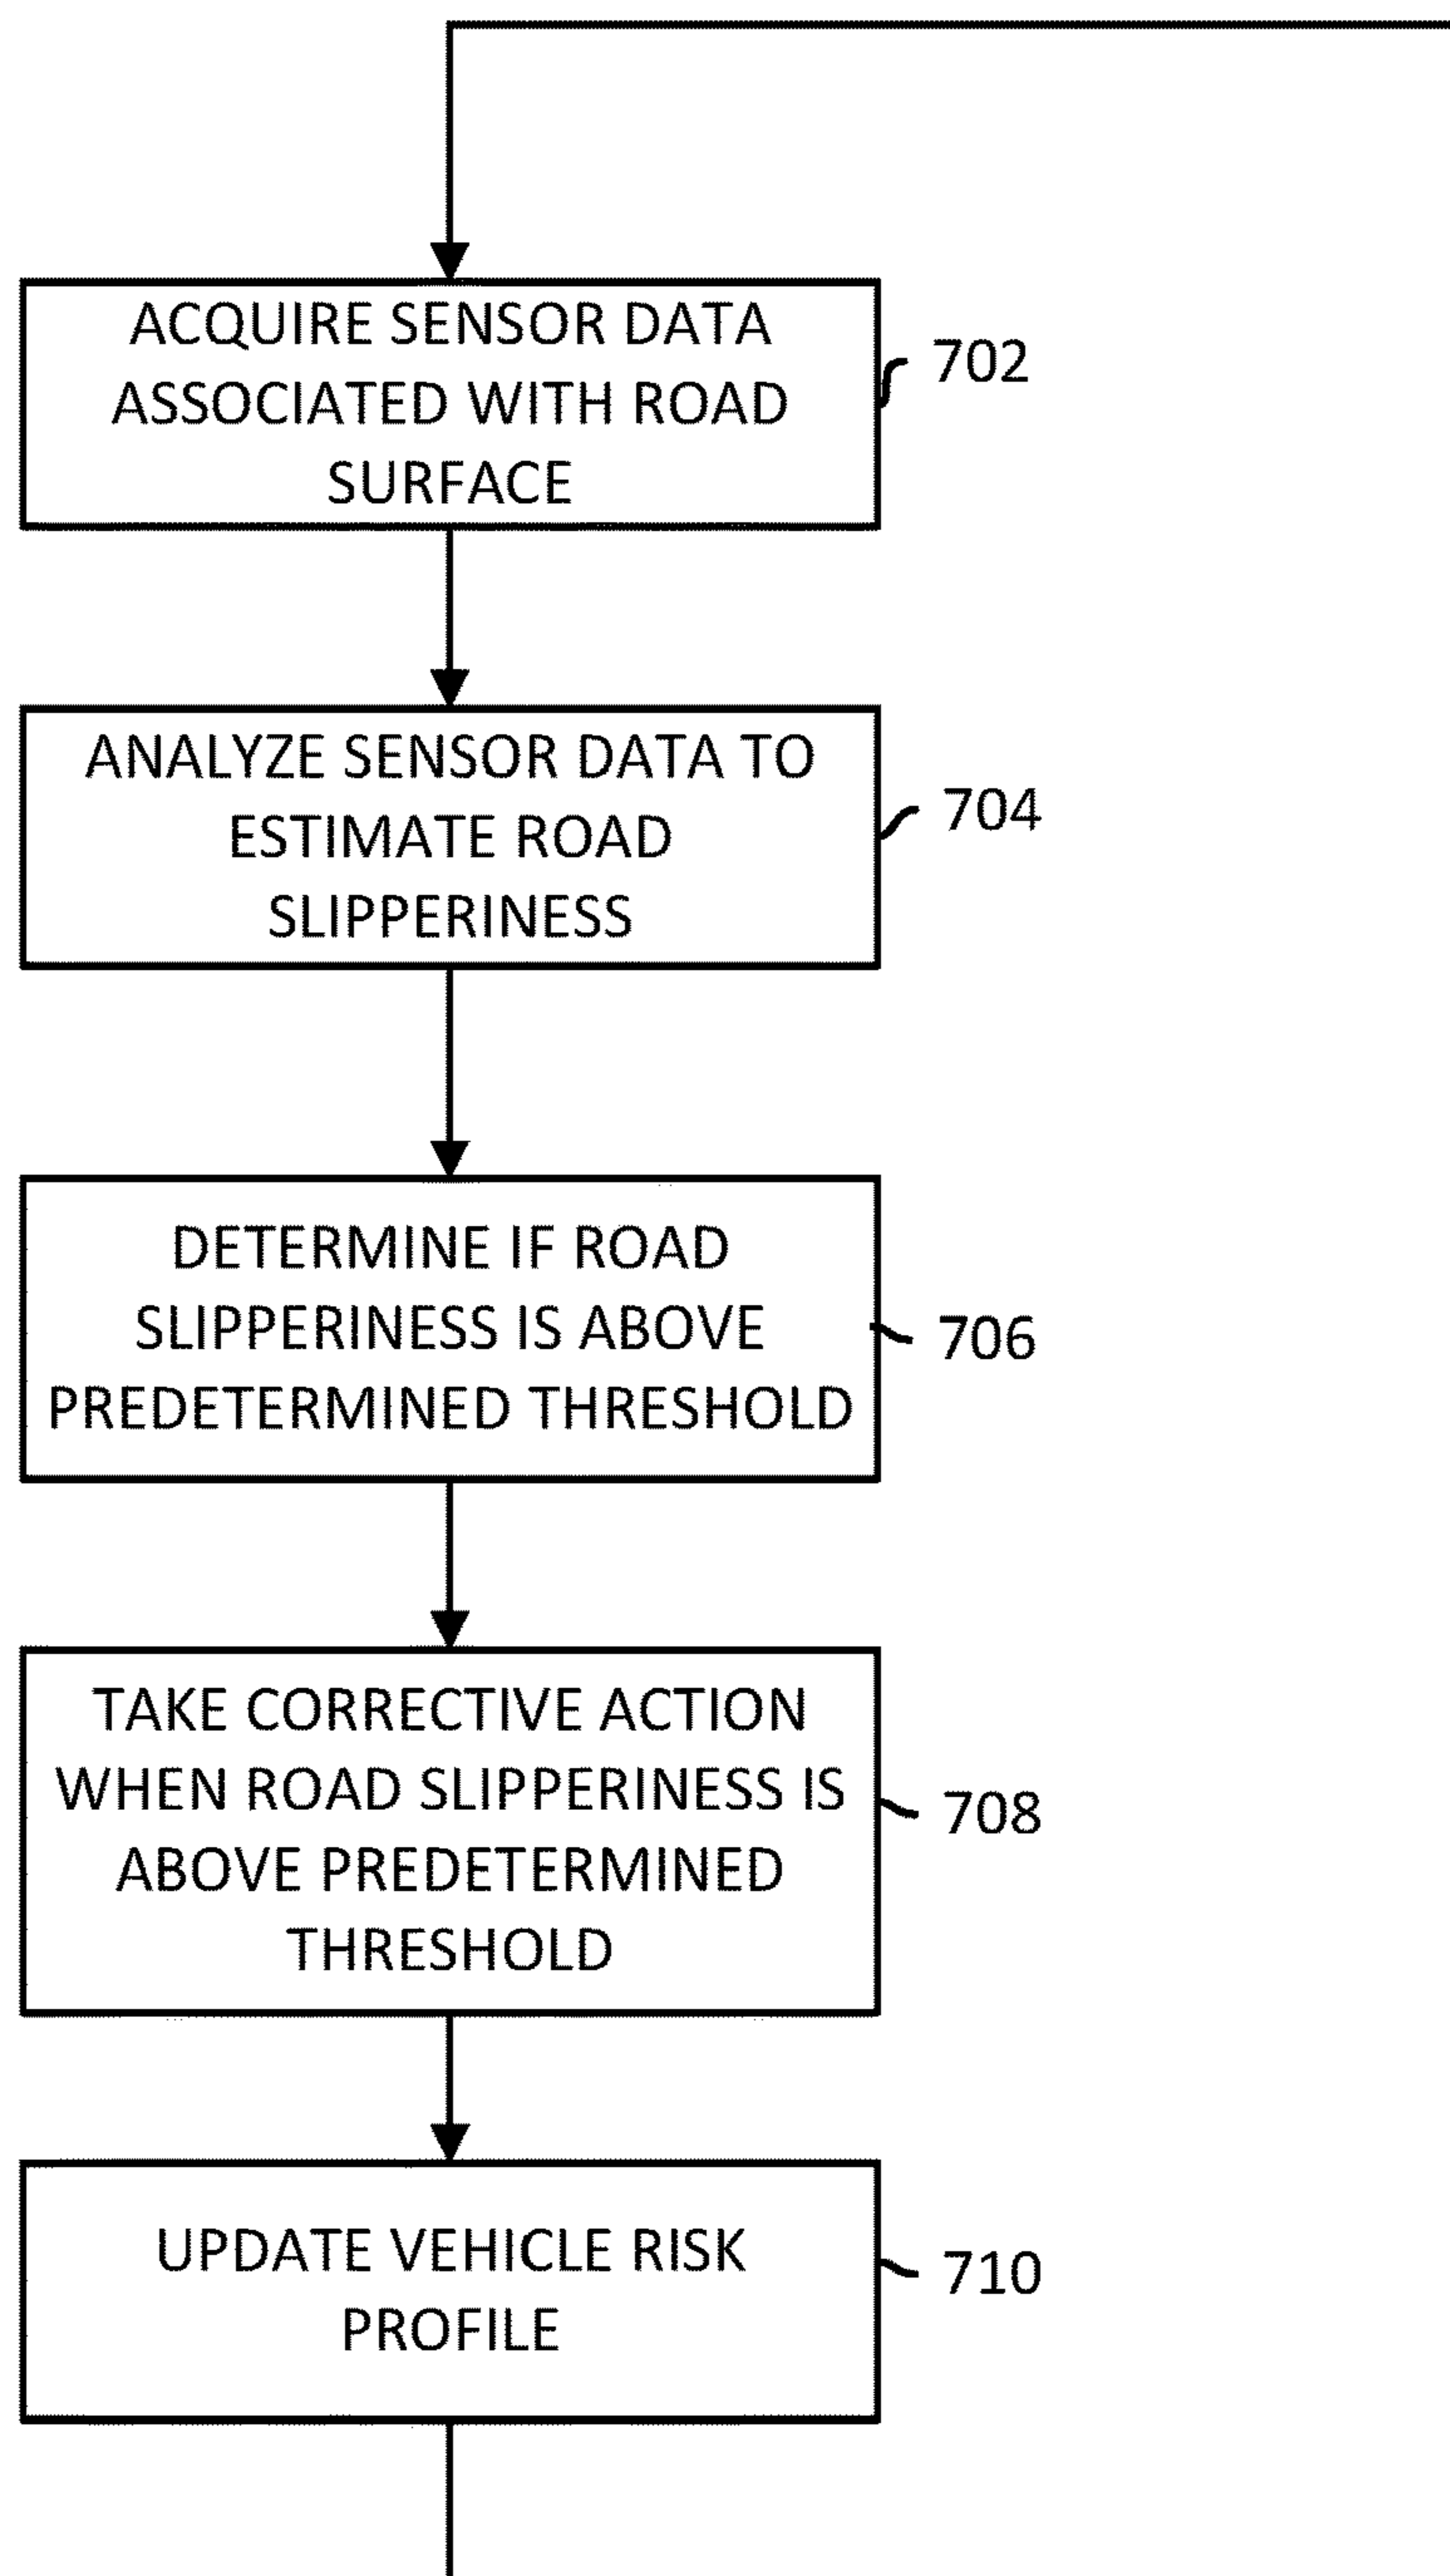 ACQUIRE SENSOR DATA
ASSOCIATED WITH ROAD
SURFACE
702
ANALYZE SENSOR DATA TO
ESTIMATE ROAD
SLIPPERINESS
704
DETERMINE IF ROAD
SLIPPERINESS IS ABOVE
PREDETERMINED THRESHOLD
706
TAKE CORRECTIVE ACTION
WHEN ROAD SLIPPERINESS IS
ABOVE PREDETERMINED
THRESHOLD
708
UPDATE VEHICLE RISK
PROFILE
710